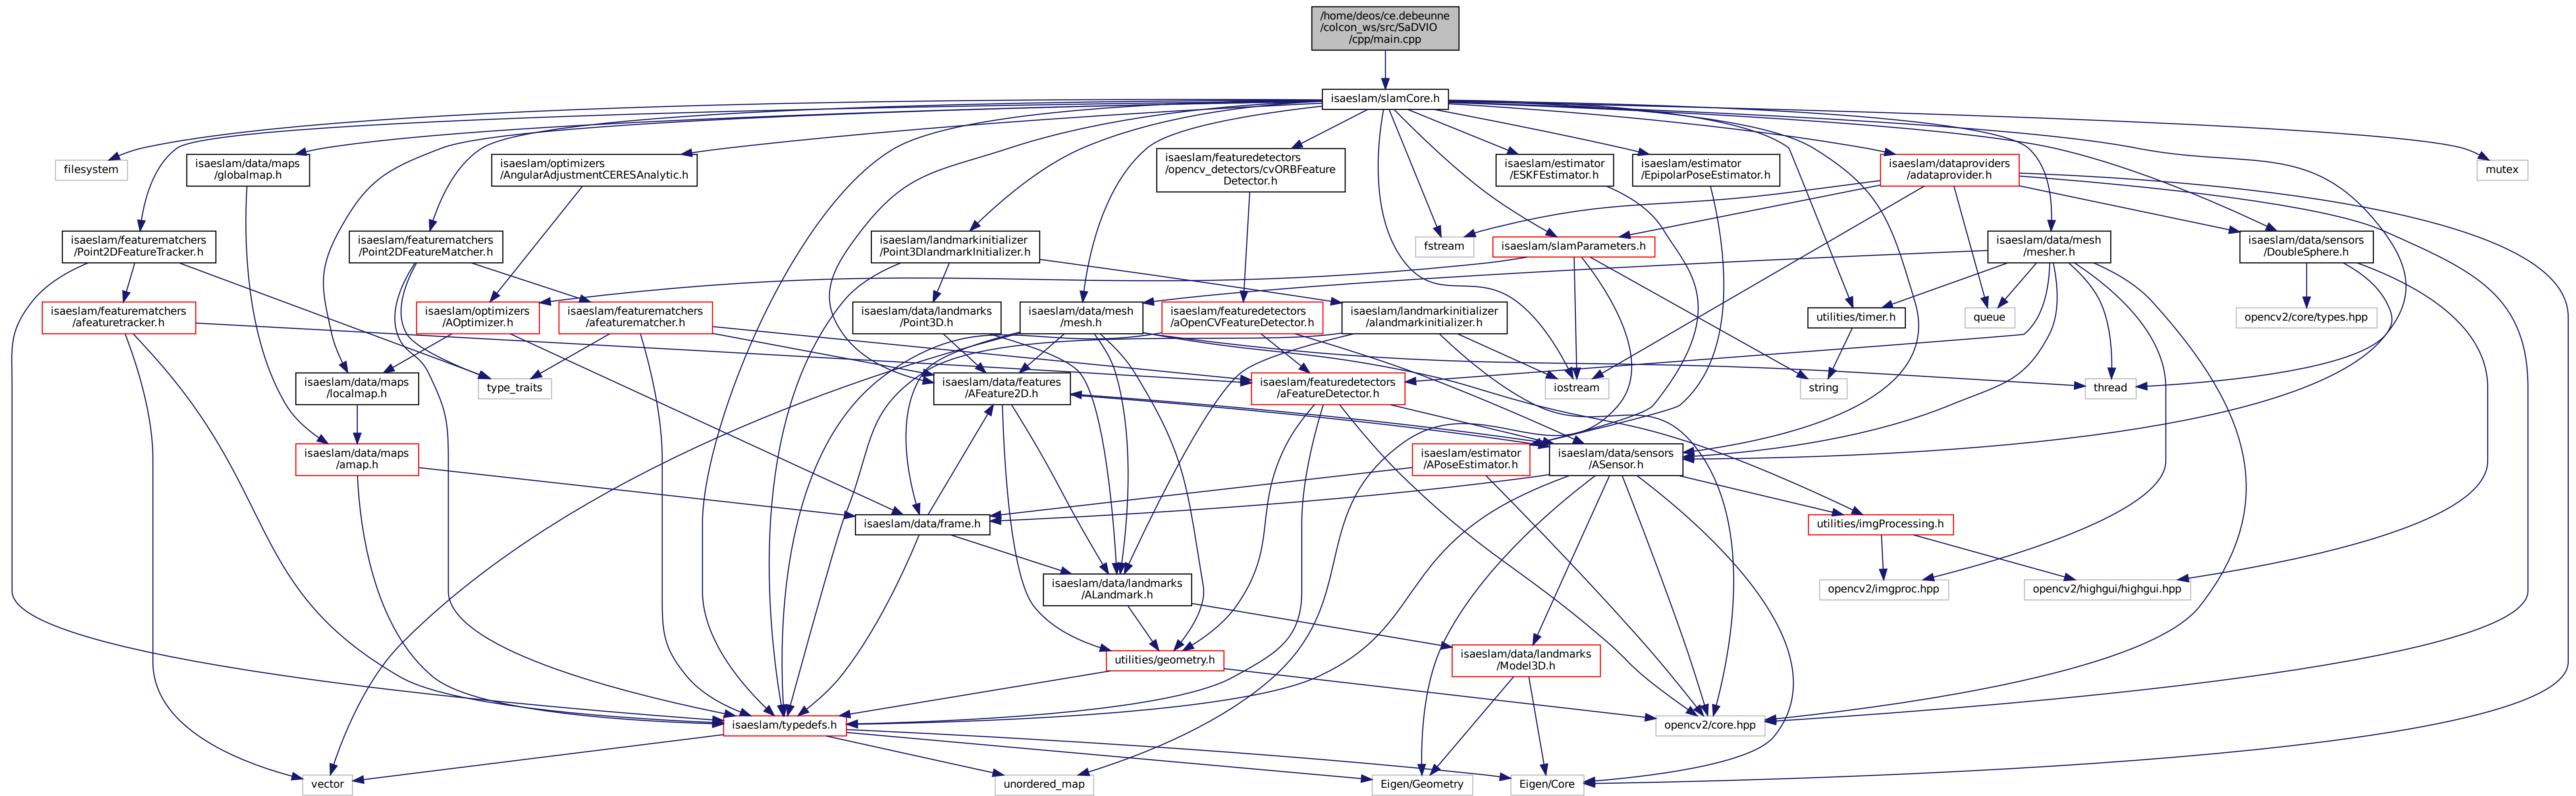 /home/deos/ce.debeunne
/colcon_ws/src/SaDVIO
/cpp/main.cpp
isaeslam/slamCore.h
filesystem
isaeslam/data/maps
/globalmap.h
isaeslam/optimizers
/AngularAdjustmentCERESAnalytic.h
isaeslam/featuredetectors
/opencv_detectors/cvORBFeature
Detector.h
isaeslam/estimator
/ESKFEstimator.h
isaeslam/estimator
/EpipolarPoseEstimator.h
isaeslam/dataproviders
/adataprovider.h
mutex
isaeslam/featurematchers
/Point2DFeatureTracker.h
isaeslam/featurematchers
/Point2DFeatureMatcher.h
isaeslam/landmarkinitializer
/Point3DlandmarkInitializer.h
fstream
isaeslam/slamParameters.h
isaeslam/data/mesh
/mesher.h
isaeslam/data/sensors
/DoubleSphere.h
isaeslam/featurematchers
/afeaturetracker.h
isaeslam/optimizers
/AOptimizer.h
isaeslam/featurematchers
/afeaturematcher.h
isaeslam/data/landmarks
/Point3D.h
isaeslam/data/mesh
/mesh.h
isaeslam/featuredetectors
/aOpenCVFeatureDetector.h
isaeslam/landmarkinitializer
/alandmarkinitializer.h
utilities/timer.h
queue
opencv2/core/types.hpp
isaeslam/data/maps
/localmap.h
type_traits
isaeslam/data/features
/AFeature2D.h
isaeslam/featuredetectors
/aFeatureDetector.h
iostream
string
thread
isaeslam/data/maps
/amap.h
isaeslam/estimator
/APoseEstimator.h
isaeslam/data/sensors
/ASensor.h
isaeslam/data/frame.h
utilities/imgProcessing.h
isaeslam/data/landmarks
/ALandmark.h
opencv2/imgproc.hpp
opencv2/highgui/highgui.hpp
utilities/geometry.h
isaeslam/data/landmarks
/Model3D.h
isaeslam/typedefs.h
opencv2/core.hpp
vector
unordered_map
Eigen/Geometry
Eigen/Core